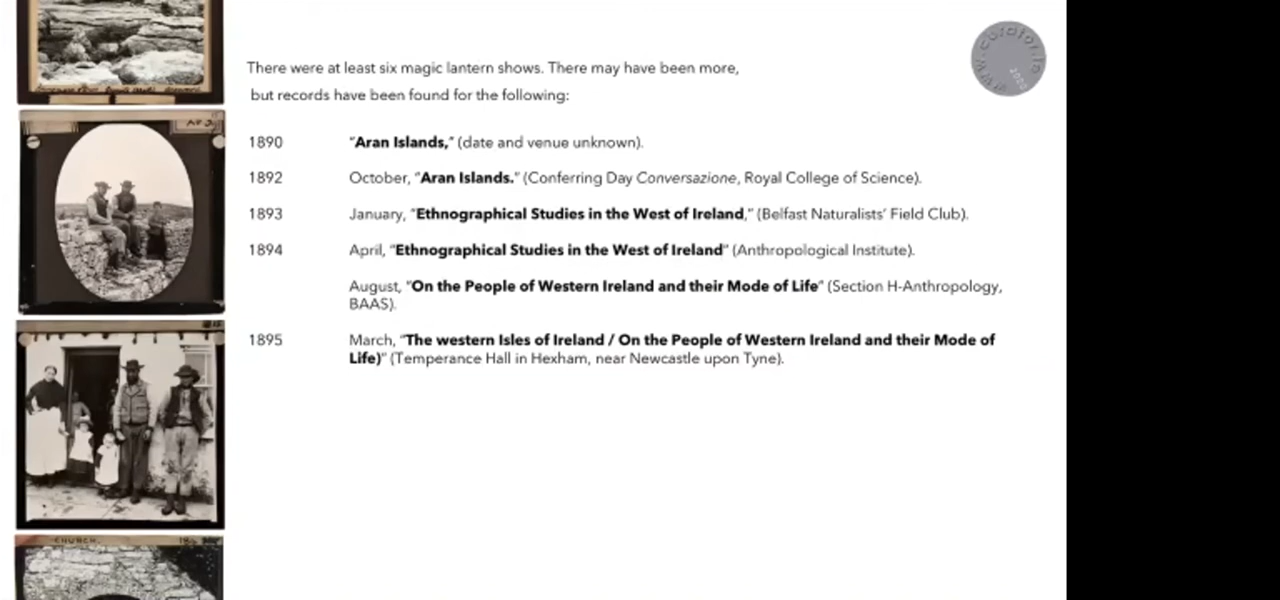 There were at least six magic lantern shows. There may have been more,
but records have been found for the following:
1890 "Aran Islands," (date and venue unknown).
1892 October, "Aran Islands." (Conferring Day Conversazione, Royal College of Science).
1893 January, "Ethnographical Studies in the West of Ireland," (Belfast Naturalists' Field Club).
1894 April, "Ethnographical Studies in the West of Ireland" (Anthropological Institute).
August, "On the People of Western Ireland and their Mode of Life" (Section H-Anthropology,
BAAS).
1895 March, "The western Isles of Ireland / On the People of Western Ireland and their Mode of
Life)" (Temperance Hall in Hexham, near Newcastle upon Tyne).
www.curator.ie
2020
CHURCH.